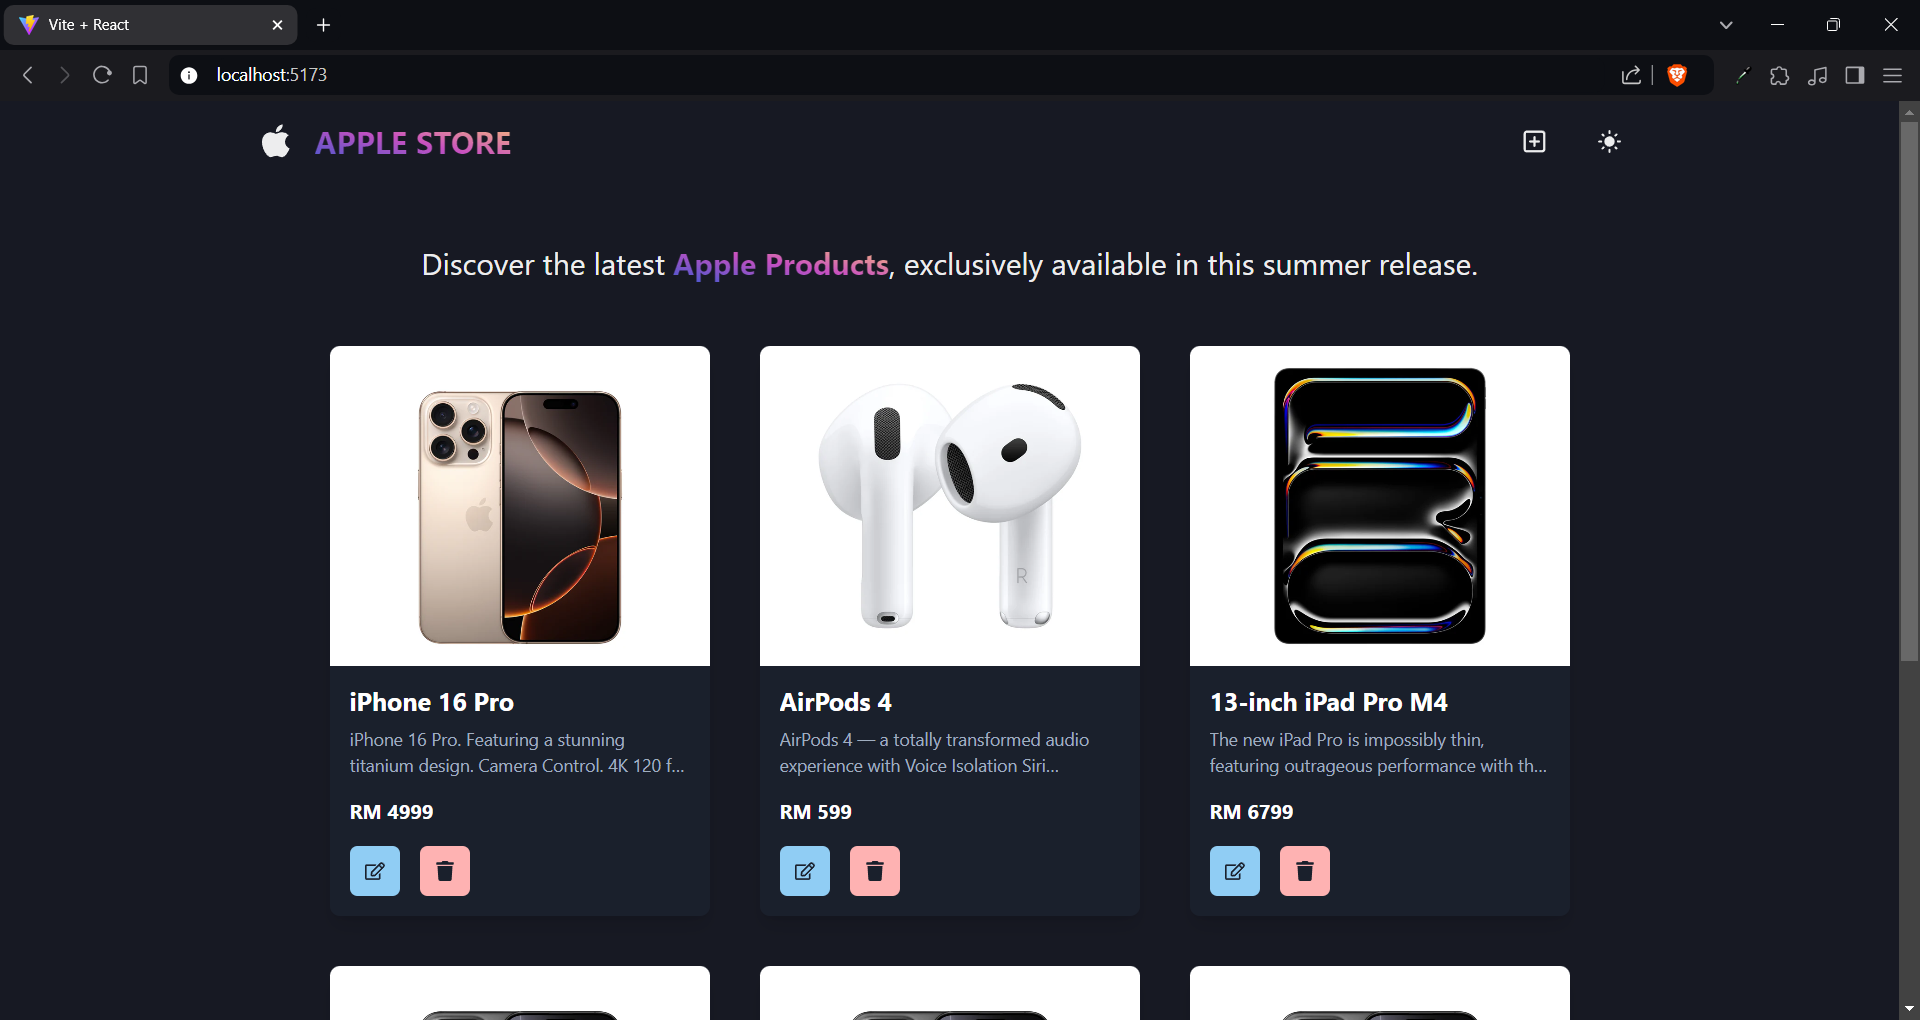 Vite + React
localhost:5173
APPLE STORE
Discover the latest Apple Products, exclusively available in this summer release.
R
iPhone 16 Pro
iPhone 16 Pro. Featuring a stunning
titanium design. Camera Control. 4K 120 f...
RM 4999
AirPods 4
AirPods 4 — a totally transformed audio
experience with Voice Isolation Siri...
RM 599
13-inch iPad Pro M4
The new iPad Pro is impossibly thin,
featuring outrageous performance with th...
RM 6799